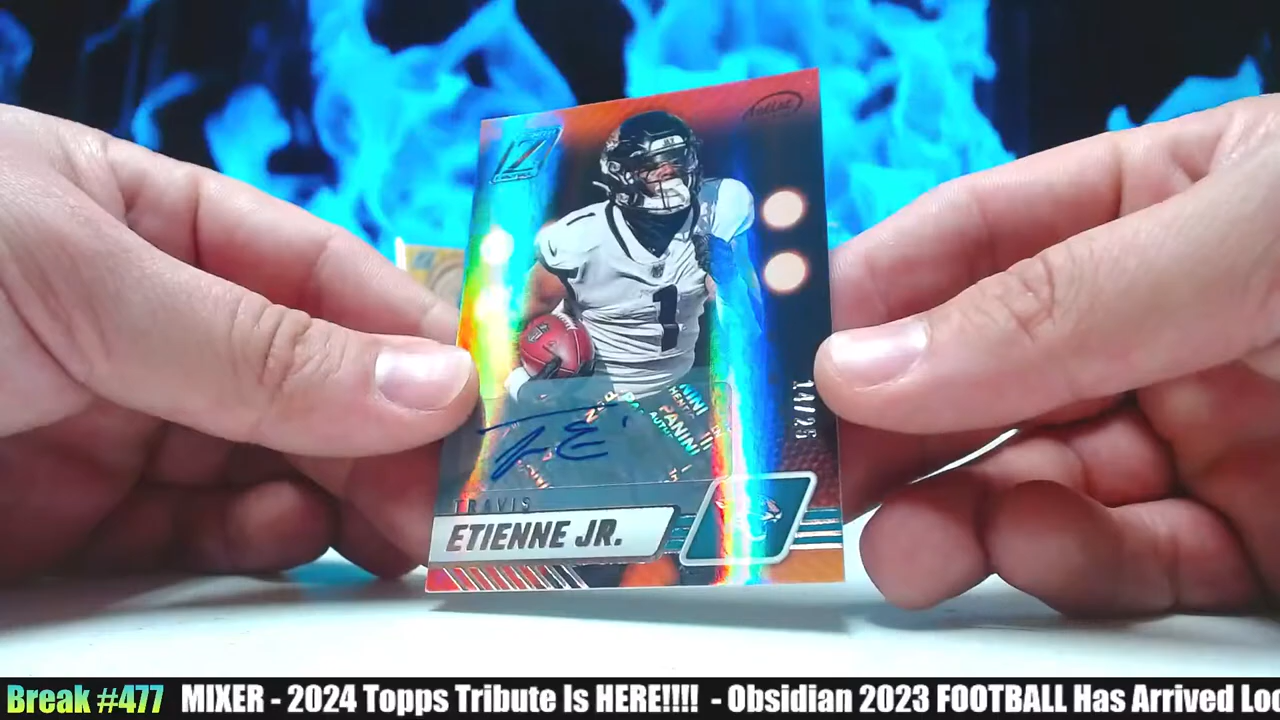 Z
1
14/25
TRAVIS
ETIENNE JR.
PANINI
Break #477 MIXER - 2024 Topps Tribute Is HERE!!!! - Obsidian 2023 FOOTBALL Has Arrived Loo